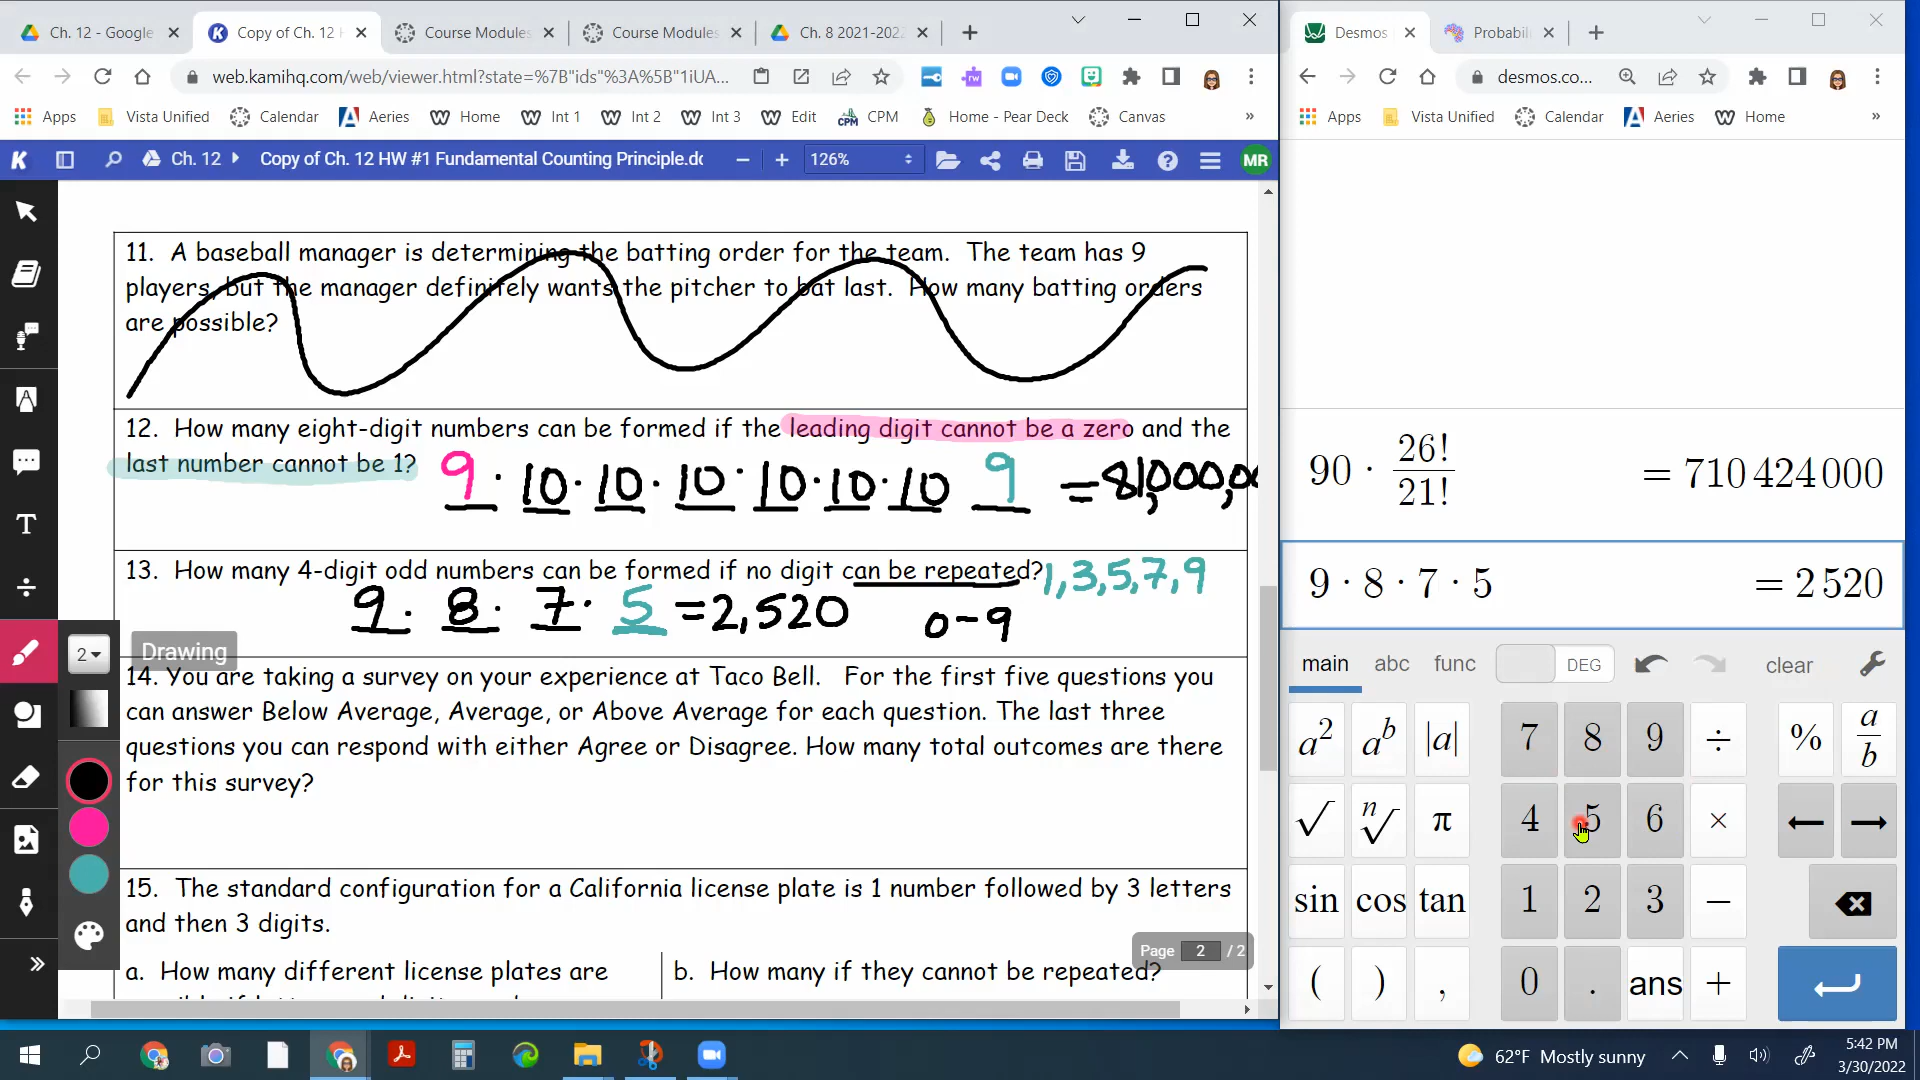 Ch. 12 - Google
Copy of Ch. 12 H
Course Modules
Course Modules
Ch. 8 2021-2022
Desmos
Probabili
web.kamihq.com/web/viewer.html?state=%7B"ids"%3A%5B"1iUA...
desmos.co...
Apps
Vista Unified
Calendar
Aeries
Home
Int 1
Int 2
Int 3
Edit
CPM
Home - Pear Deck
Canvas
»
Apps
Vista Unified
Calendar
Aeries
Home
»
K
Ch. 12
Copy of Ch. 12 HW #1 Fundamental Counting Principle.dc
126%
MR
11. A baseball manager is determining the batting order for the team. The team has 9
players, but the manager definitely wants the pitcher to bat last. How many batting orders
are possible?
12. How many eight-digit numbers can be formed if the leading digit cannot be a zero and the
last number cannot be 1?
9 · 10 · 10 · 10 · 10 · 10 · 10 9 = 81,000,00
13. How many 4-digit odd numbers can be formed if no digit can be repeated? 1,3,5,7,9
9 · 8 · 7 · 5 = 2,520 0-9
2
Drawing
14. You are taking a survey on your experience at Taco Bell. For the first five questions you
can answer Below Average, Average, or Above Average for each question. The last three
questions you can respond with either Agree or Disagree. How many total outcomes are there
for this survey?
15. The standard configuration for a California license plate is 1 number followed by 3 letters
and then 3 digits.
a. How many different license plates are
b. How many if they cannot be repeated?
Page 2 / 2
90 · 26!/21! = 710 424 000
9 · 8 · 7 · 5 = 2 520
main abc func DEG clear
a² aᵇ |a| 7 8 9 ÷ % a/b
√ ⁿ√ π 4 5 6 × ← →
sin cos tan 1 2 3 −
( ) , 0 . ans +
62°F Mostly sunny
5:42 PM
3/30/2022